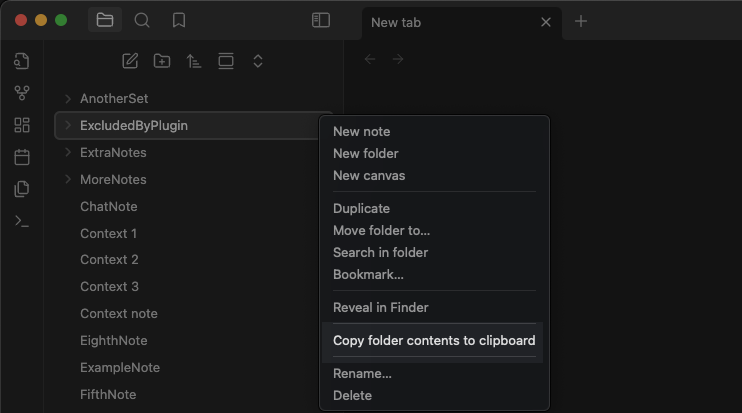 New tab
AnotherSet
ExcludedByPlugin
ExtraNotes
MoreNotes
ChatNote
Context 1
Context 2
Context 3
Context note
EighthNote
ExampleNote
FifthNote
New note
New folder
New canvas
Duplicate
Move folder to...
Search in folder
Bookmark...
Reveal in Finder
Copy folder contents to clipboard
Rename...
Delete